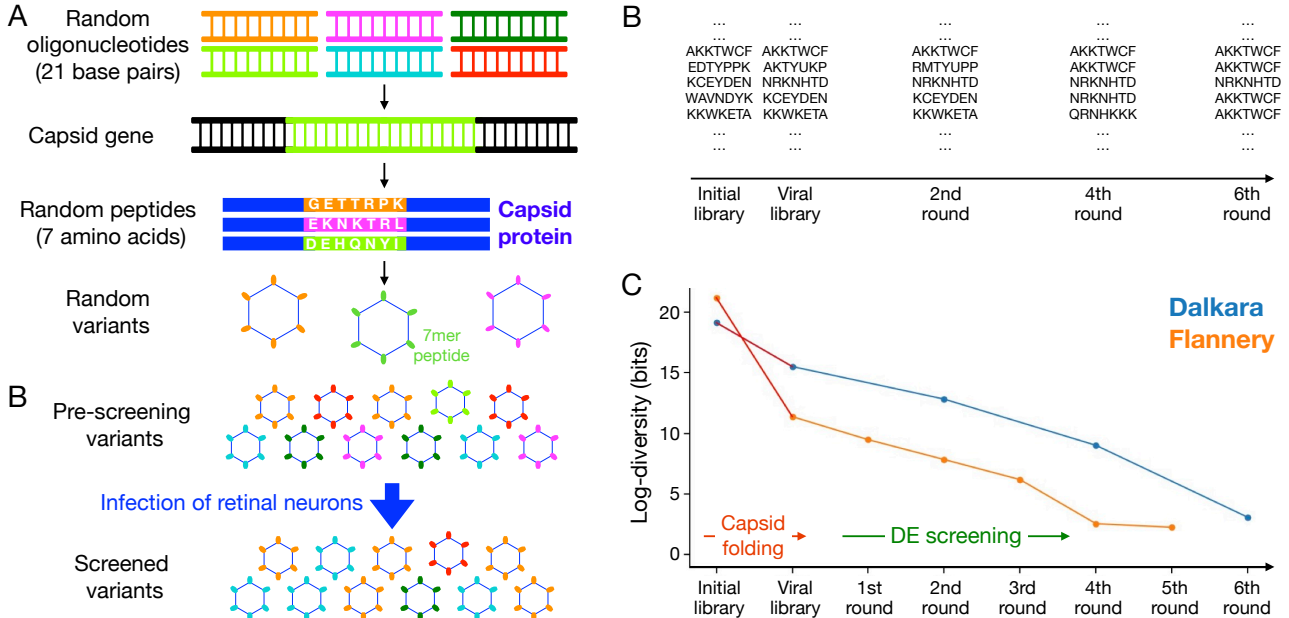 A
Random
oligonucleotides
(21 base pairs)
Capsid gene
Random peptides
(7 amino acids)
GETTRPK
EKNKTRL
DEHQNYI
Capsid
protein
Random
variants
7mer
peptide
B
Pre-screening
variants
Infection of retinal neurons
Screened
variants
B
... ... ... ... ...
AKKTWCF AKKTWCF AKKTWCF AKKTWCF AKKTWCF
EDTYPPK AKTYUKP RMTYUPP AKKTWCF AKKTWCF
KCEYDEN NRKNHTD NRKNHTD NRKNHTD NRKNHTD
WAVNDYK KCEYDEN KCEYDEN NRKNHTD AKKTWCF
KKWKETA KKWKETA KKWKETA QRNHKKK AKKTWCF
... ... ... ... ...
... ... ... ... ...
Initial Viral 2nd 4th 6th
library library round round round
C
Log-diversity (bits)
20
15
10
5
0
Dalkara
Flannery
Capsid
folding
DE screening
Initial Viral 1st 2nd 3rd 4th 5th 6th
library library round round round round round round